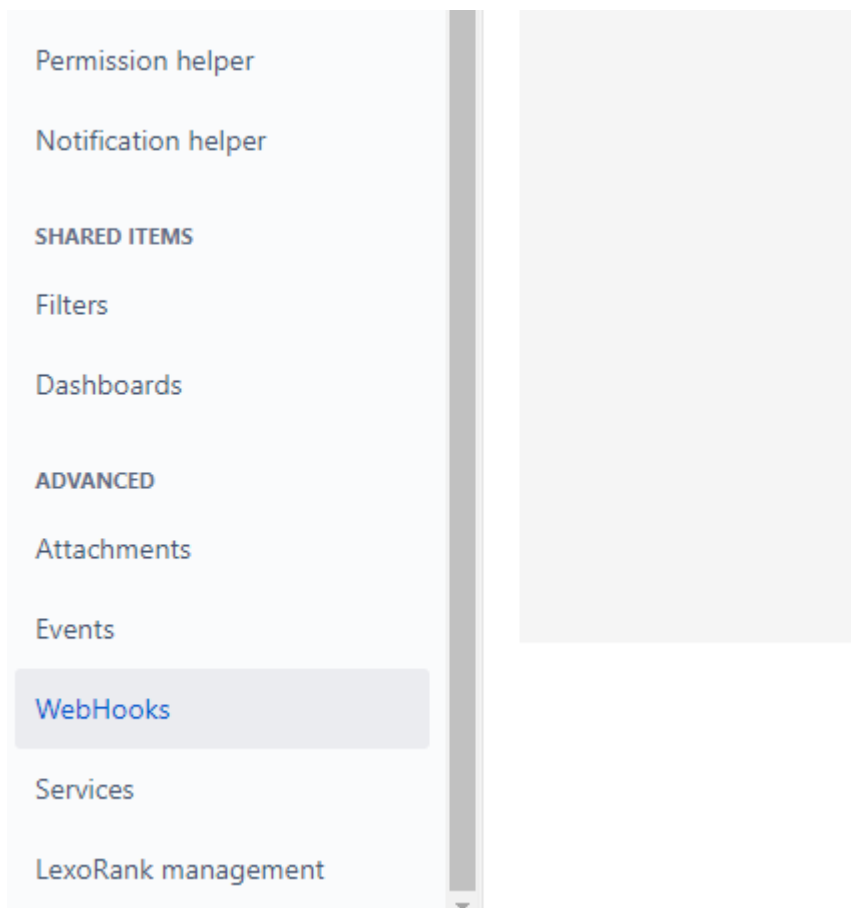 Permission helper
Notification helper
SHARED ITEMS
Filters
Dashboards
ADVANCED
Attachments
Events
WebHooks
Services
LexoRank management